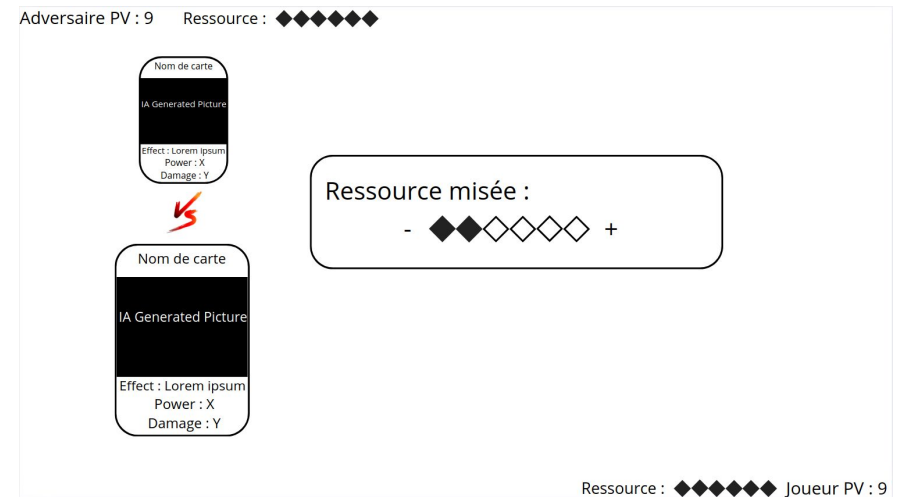 Adversaire PV : 9 Ressource : ◆◆◆◆◆◆
Nom de carte
IA Generated Picture
Effect : Lorem ipsum
Power : X
Damage : Y
VS
Nom de carte
IA Generated Picture
Effect : Lorem ipsum
Power : X
Damage : Y
Ressource misée :
- ◆◆◇◇◇◇ +
Ressource : ◆◆◆◆◆◆ Joueur PV : 9